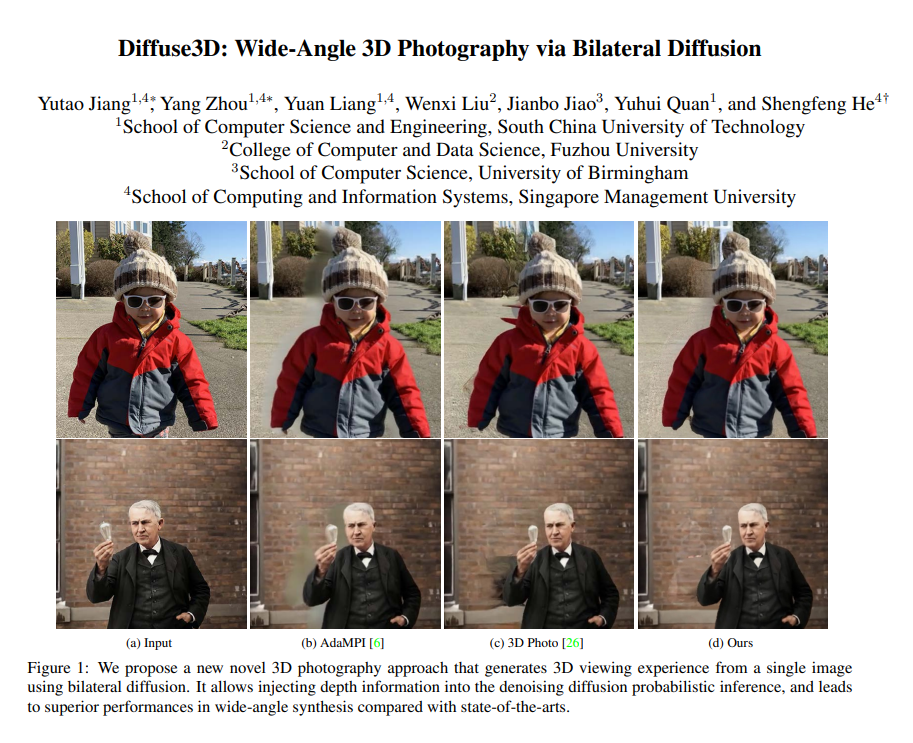 Diffuse3D: Wide-Angle 3D Photography via Bilateral Diffusion
Yutao Jiang1,4*, Yang Zhou1,4*, Yuan Liang1,4, Wenxi Liu2, Jianbo Jiao3, Yuhui Quan1, and Shengfeng He4†
1School of Computer Science and Engineering, South China University of Technology
2College of Computer and Data Science, Fuzhou University
3School of Computer Science, University of Birmingham
4School of Computing and Information Systems, Singapore Management University
(a) Input (b) AdaMPI [6] (c) 3D Photo [26] (d) Ours
Figure 1: We propose a new novel 3D photography approach that generates 3D viewing experience from a single image
using bilateral diffusion. It allows injecting depth information into the denoising diffusion probabilistic inference, and leads
to superior performances in wide-angle synthesis compared with state-of-the-arts.